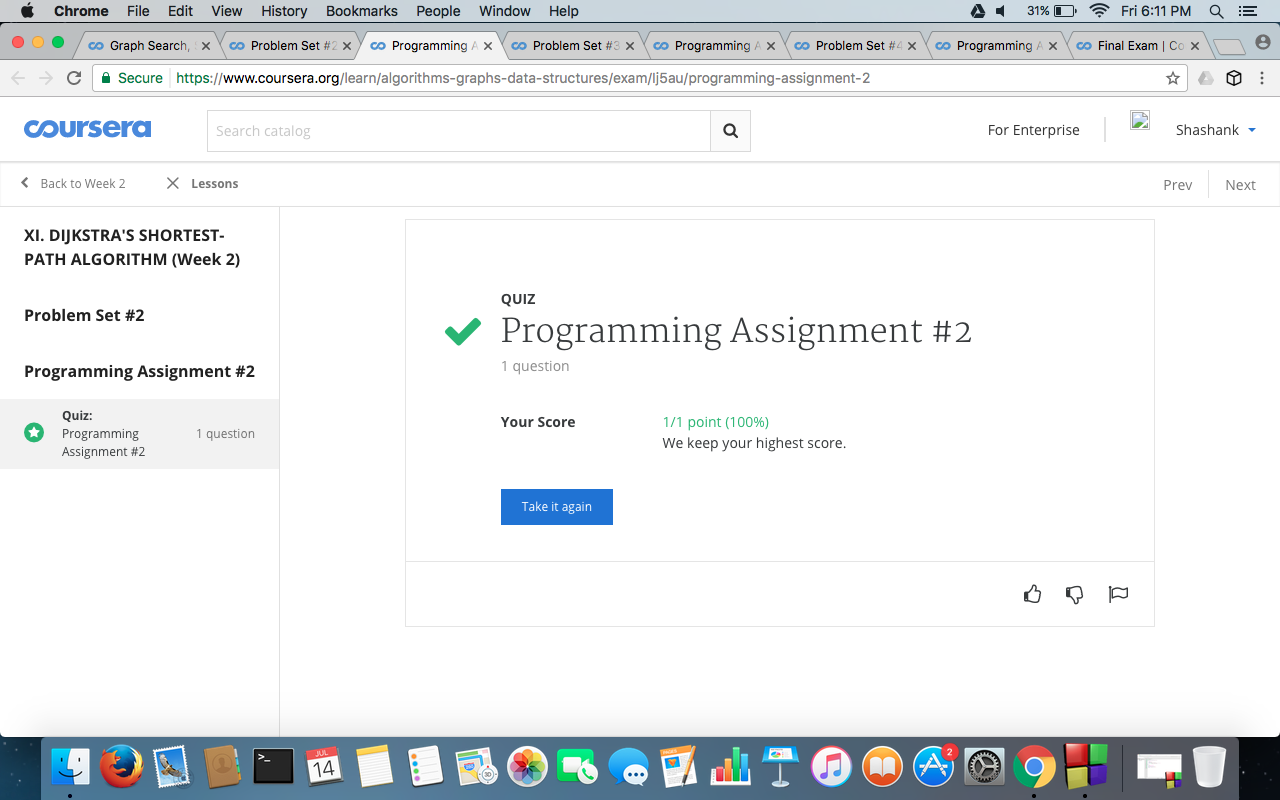 Chrome File Edit View History Bookmarks People Window Help 31% Fri 6:11 PM
Graph Search, Problem Set #2 Programming A Problem Set #3 Programming A Problem Set #4 Programming A Final Exam | Co
Secure https://www.coursera.org/learn/algorithms-graphs-data-structures/exam/lj5au/programming-assignment-2
coursera Search catalog For Enterprise Shashank
Back to Week 2 Lessons Prev Next
XI. DIJKSTRA'S SHORTEST-
PATH ALGORITHM (Week 2)
Problem Set #2
Programming Assignment #2
Quiz:
Programming 1 question
Assignment #2
QUIZ
Programming Assignment #2
1 question
Your Score 1/1 point (100%)
We keep your highest score.
Take it again
>_ JUL 2
14 30